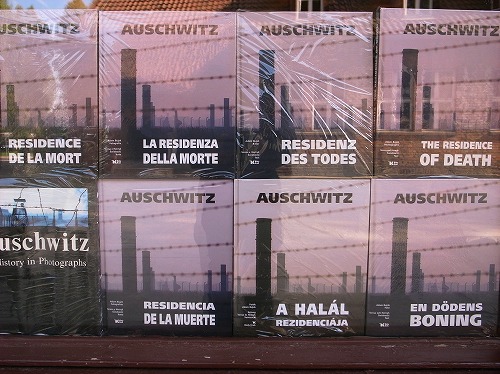 AUSCHWITZ
RESIDENCE
DE LA MORT
AUSCHWITZ
LA RESIDENZA
DELLA MORTE
AUSCHWITZ
RESIDENZ
DES TODES
AUSCHWITZ
THE RESIDENCE
OF DEATH
uschwitz
istory in Photographs
AUSCHWITZ
RESIDENCIA
DE LA MUERTE
AUSCHWITZ
A HALÁL
REZIDENCIÁJA
AUSCHWITZ
EN DÖDENS
BONING